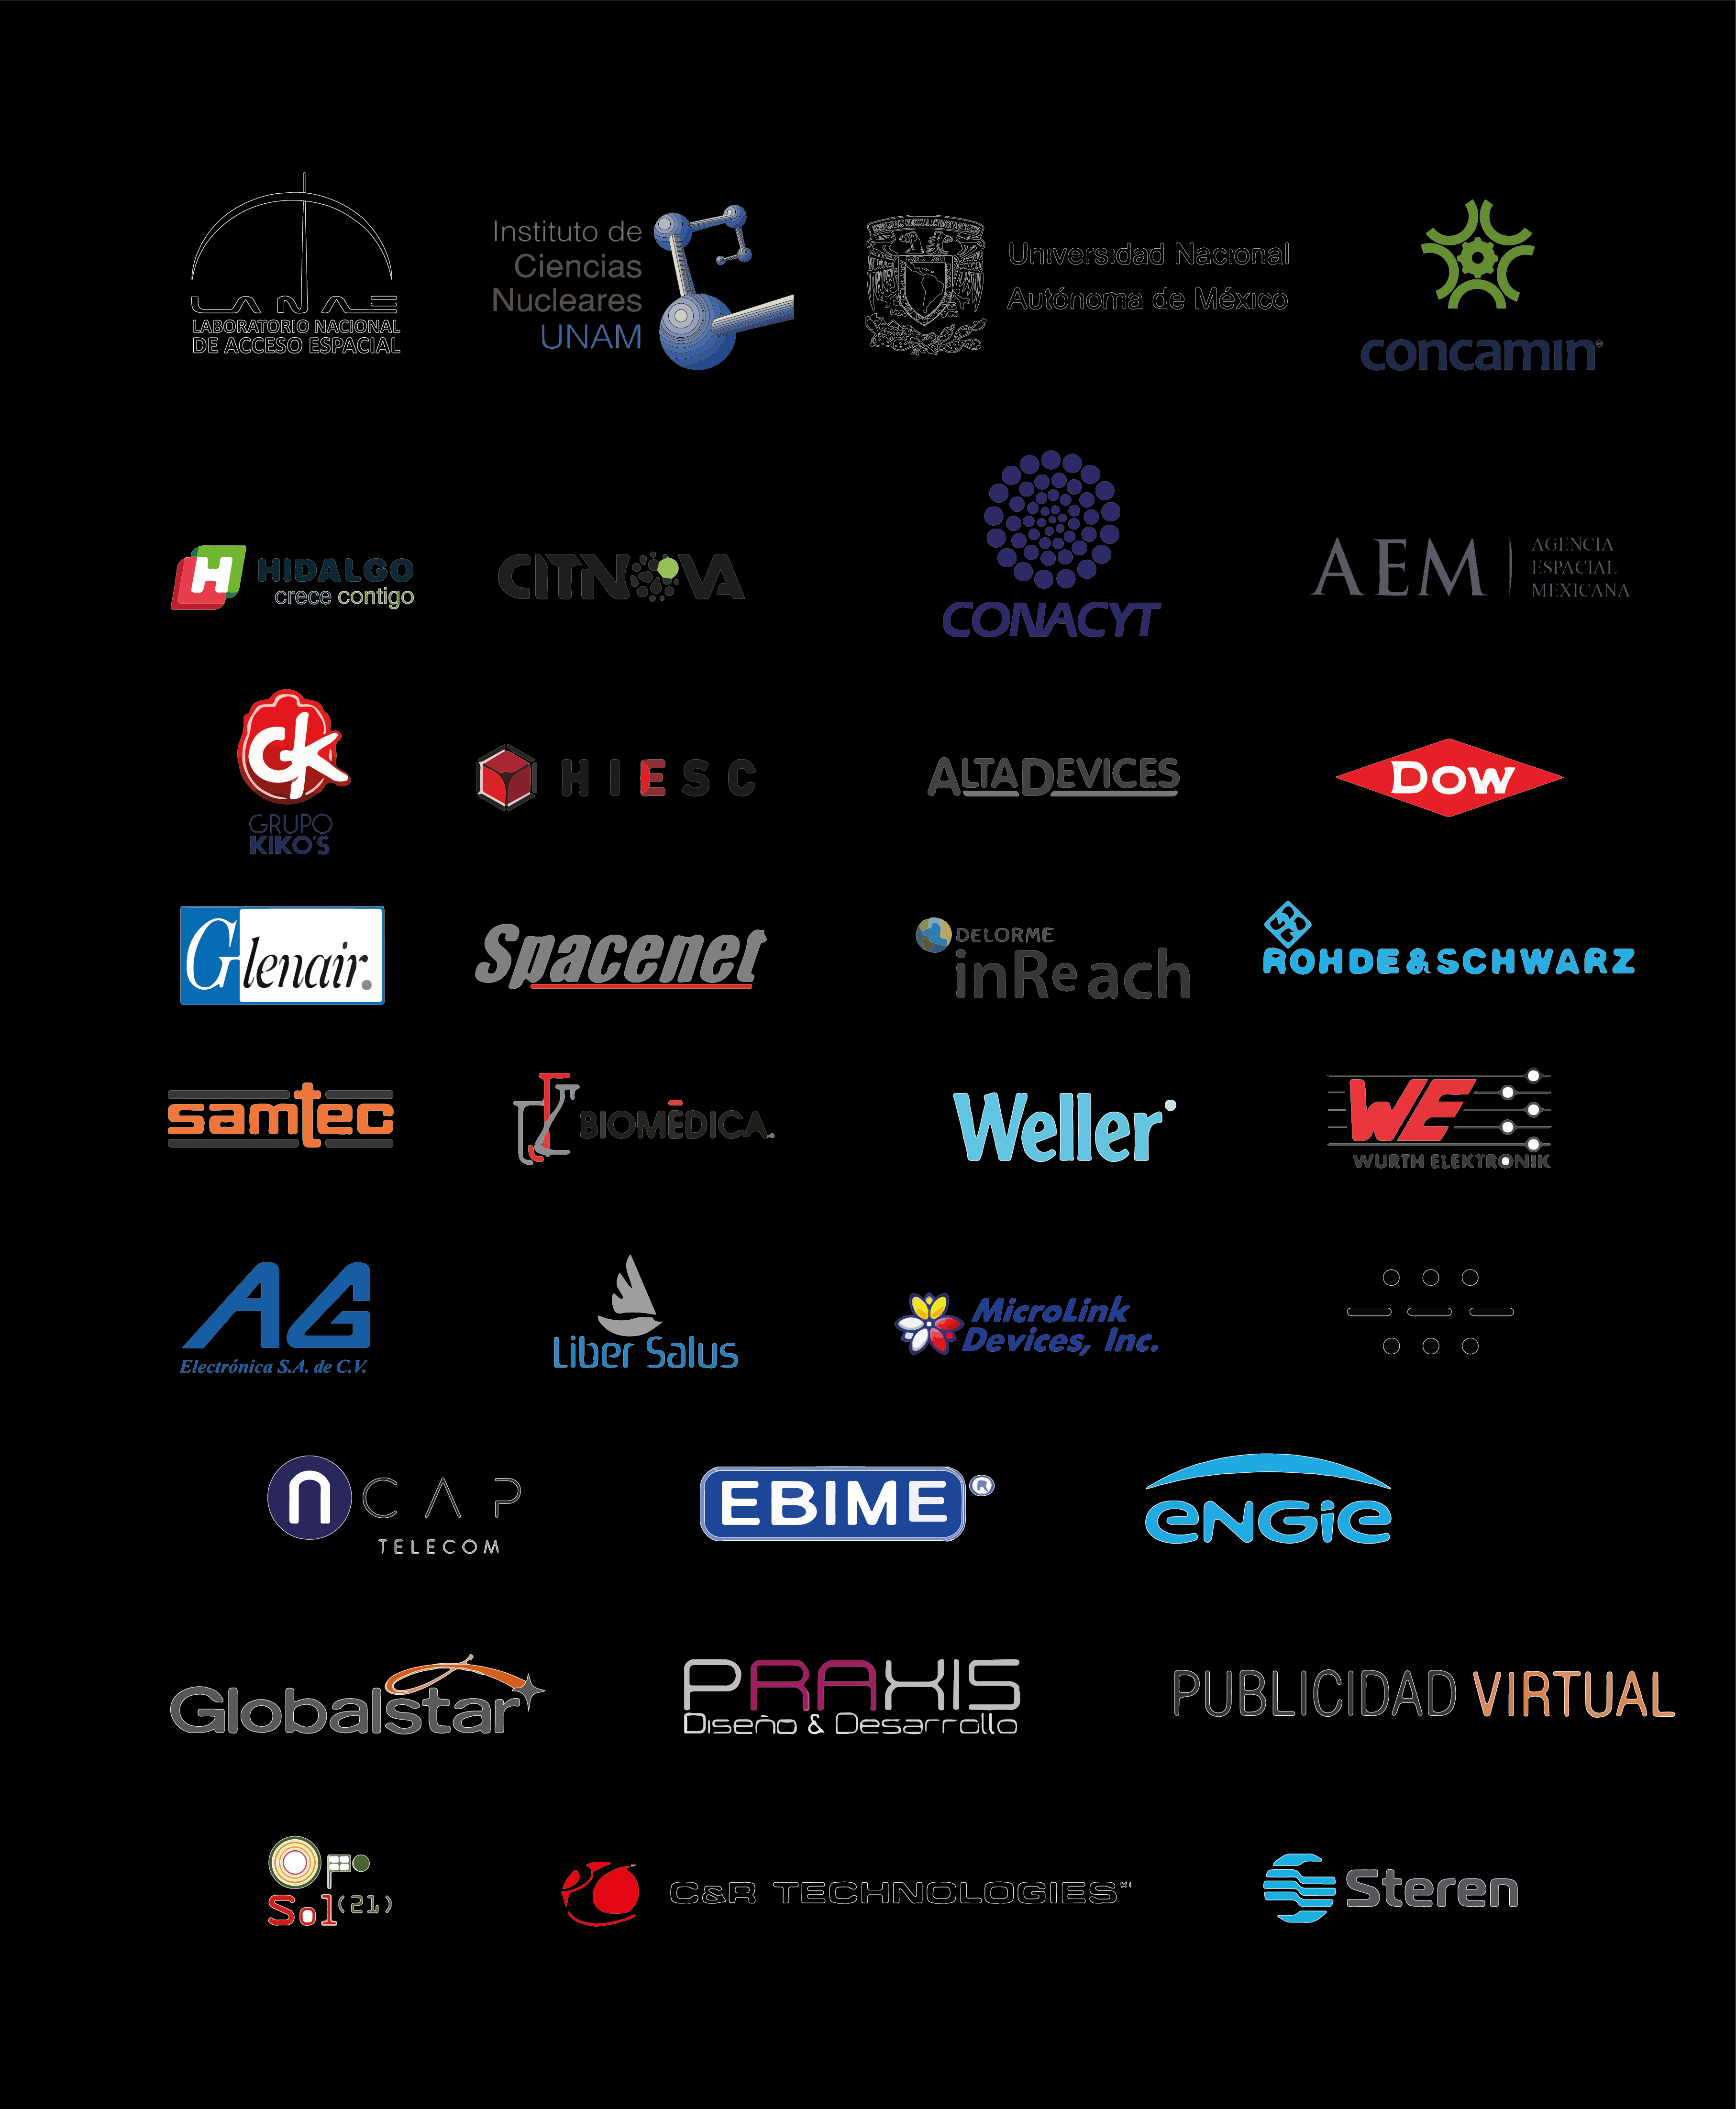 LANAE
LABORATORIO NACIONAL
DE ACCESO ESPACIAL
Instituto de
Ciencias
Nucleares
UNAM
Universidad Nacional
Autónoma de México
concamin
H
HIDALGO
crece contigo
CITNOVA
CONACYT
AEM
AGENCIA
ESPACIAL
MEXICANA
GK
GRUPO
KIKO'S
HIESC
ALTADEVICES
Dow
Glenair.
Spacenet
DELORME
inReach
ROHDE & SCHWARZ
samtec
BIOMÉDICA
Weller
WE
WURTH ELEKTRONIK
AG
Electrónica S.A. de C.V.
Liber Salus
MicroLink
Devices, Inc.
nCAP
TELECOM
EBIME®
ENGIE
Globalstar
PRAXIS
Diseño & Desarrollo
PUBLICIDAD VIRTUAL
Sol(21)
C&R TECHNOLOGIES
Steren